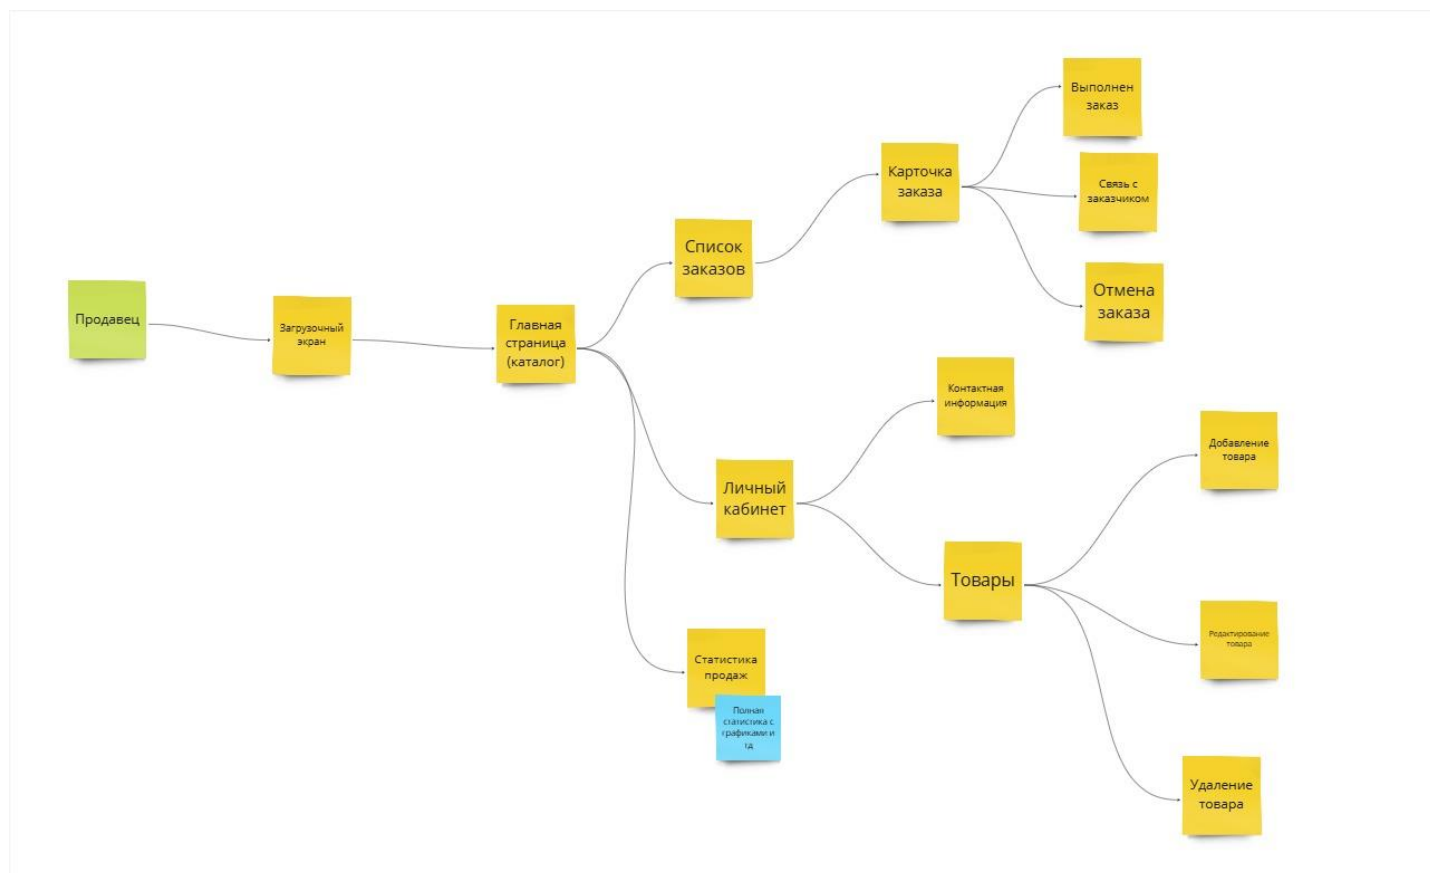 Выполнен
заказ
Карточка
заказа
Связь с
заказчиком
Список
заказов
Отмена
заказа
Продавец
Загрузочный
экран
Главная
страница
(каталог)
Контактная
информация
Добавление
товара
Личный
кабинет
Товары
Редактирование
товара
Статистика
продаж
Полная
статистика с
графиками и
тд
Удаление
товара